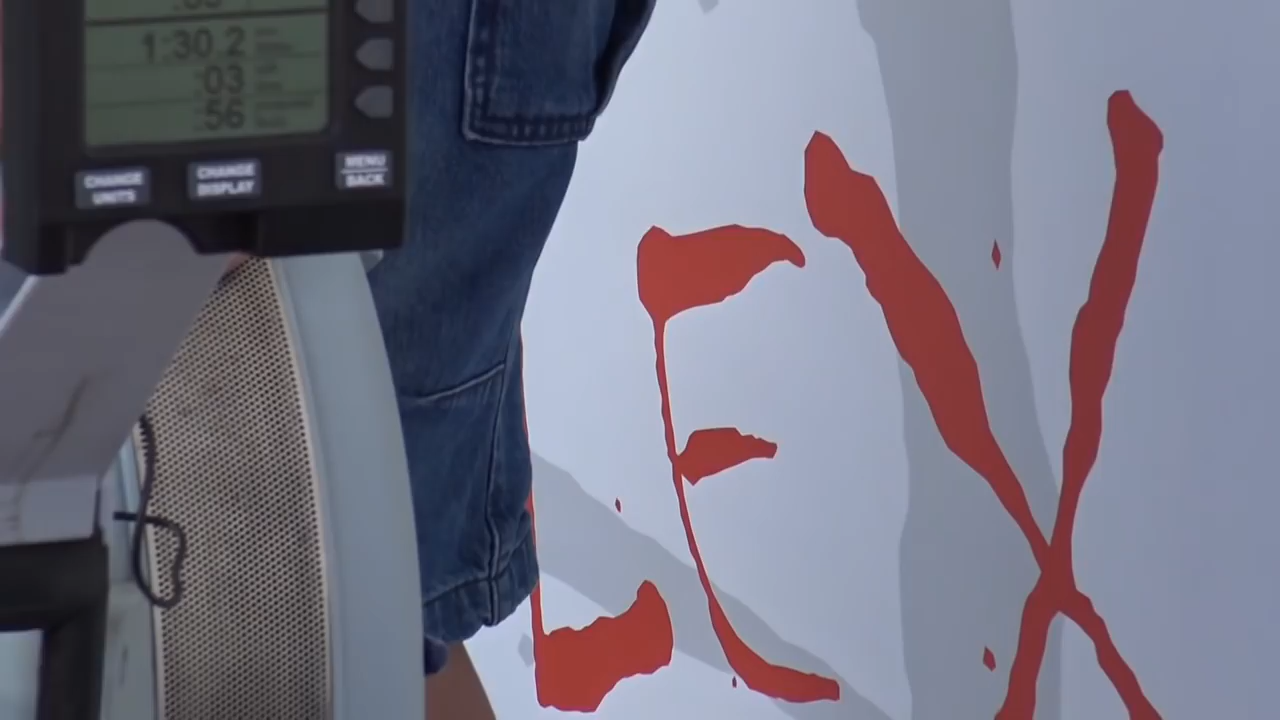 1:30.2
:03
56
CHANGE UNITS
CHANGE DISPLAY
MENU
BACK
LEX